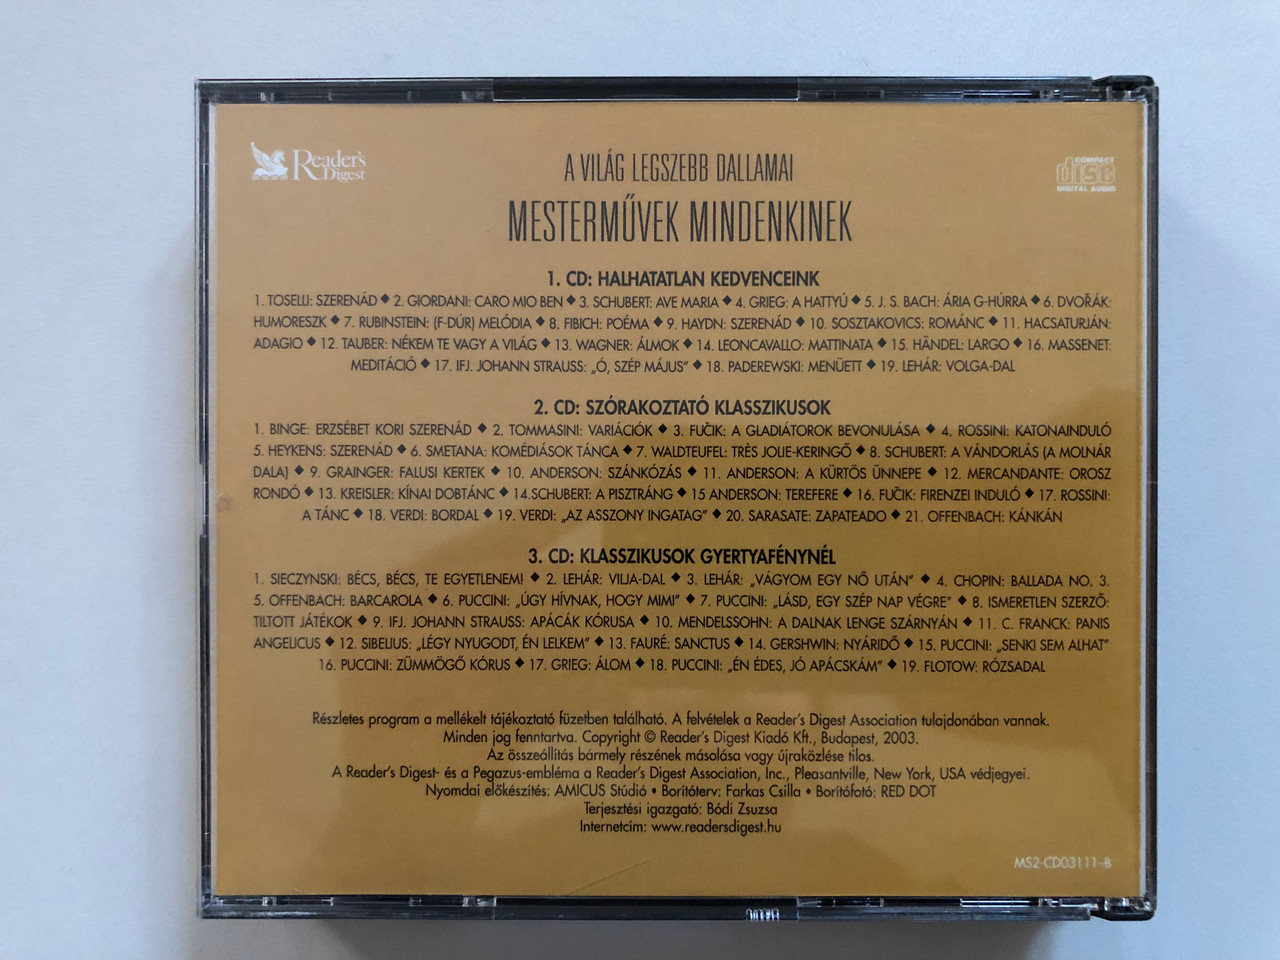 Reader's
Digest
A VILÁG LEGSZEBB DALLAMAI
MESTERMŰVEK MINDENKINEK
COMPACT
disc
DIGITAL AUDIO
1. CD: HALHATATLAN KEDVENCEINK
1. TOSELLI: SZERENÁD ◆ 2. GIORDANI: CARO MIO BEN ◆ 3. SCHUBERT: AVE MARIA ◆ 4. GRIEG: A HATTYÚ ◆ 5. J. S. BACH: ÁRIA G-HÚRRA ◆ 6. DVOŘÁK:
HUMORESZK ◆ 7. RUBINSTEIN: (F-DÚR) MELÓDIA ◆ 8. FIBICH: POÉMA ◆ 9. HAYDN: SZERENÁD ◆ 10. SOSZTAKOVICS: ROMÁNC ◆ 11. HACSATURJÁN:
ADAGIO ◆ 12. TAUBER: NÉKEM TE VAGY A VILÁG ◆ 13. WAGNER: ÁLMOK ◆ 14. LEONCAVALLO: MATTINATA ◆ 15. HÄNDEL: LARGO ◆ 16. MASSENET:
MEDITÁCIÓ ◆ 17. IFJ. JOHANN STRAUSS: „Ó, SZÉP MÁJUS" ◆ 18. PADEREWSKI: MENÜETT ◆ 19. LEHÁR: VOLGA-DAL
2. CD: SZÓRAKOZTATÓ KLASSZIKUSOK
1. BINGE: ERZSÉBET KORI SZERENÁD ◆ 2. TOMMASINI: VARIÁCIÓK ◆ 3. FUČIK: A GLADIÁTOROK BEVONULÁSA ◆ 4. ROSSINI: KATONAINDULÓ
5. HEYKENS: SZERENÁD ◆ 6. SMETANA: KOMÉDIÁSOK TÁNCA ◆ 7. WALDTEUFEL: TRÈS JOLIE-KERINGŐ ◆ 8. SCHUBERT: A VÁNDORLÁS (A MOLNÁR
DALA) ◆ 9. GRAINGER: FALUSI KERTEK ◆ 10. ANDERSON: SZÁNKÓZÁS ◆ 11. ANDERSON: A KÜRTÖS ÜNNEPE ◆ 12. MERCANDANTE: OROSZ
RONDÓ ◆ 13. KREISLER: KÍNAI DOBTÁNC ◆ 14.SCHUBERT: A PISZTRÁNG ◆ 15 ANDERSON: TEREFERE ◆ 16. FUČIK: FIRENZEI INDULÓ ◆ 17. ROSSINI:
A TÁNC ◆ 18. VERDI: BORDAL ◆ 19. VERDI: „AZ ASSZONY INGATAG" ◆ 20. SARASATE: ZAPATEADO ◆ 21. OFFENBACH: KÁNKÁN
3. CD: KLASSZIKUSOK GYERTYAFÉNYNÉL
1. SIECZYNSKI: BÉCS, BÉCS, TE EGYETLENEM! ◆ 2. LEHÁR: VILJA-DAL ◆ 3. LEHÁR: „VÁGYOM EGY NŐ UTÁN" ◆ 4. CHOPIN: BALLADA NO. 3.
5. OFFENBACH: BARCAROLA ◆ 6. PUCCINI: „ÚGY HÍVNAK, HOGY MIMI" ◆ 7. PUCCINI: „LÁSD, EGY SZÉP NAP VÉGRE" ◆ 8. ISMERETLEN SZERZŐ:
TILTOTT JÁTÉKOK ◆ 9. IFJ. JOHANN STRAUSS: APÁCÁK KÓRUSA ◆ 10. MENDELSSOHN: A DALNAK LENGE SZÁRNYÁN ◆ 11. C. FRANCK: PANIS
ANGELICUS ◆ 12. SIBELIUS: „LÉGY NYUGODT, ÉN LELKEM" ◆ 13. FAURÉ: SANCTUS ◆ 14. GERSHWIN: NYÁRIDŐ ◆ 15. PUCCINI: „SENKI SEM ALHAT"
16. PUCCINI: ZÜMMÖGŐ KÓRUS ◆ 17. GRIEG: ÁLOM ◆ 18. PUCCINI: „ÉN ÉDES, JÓ APÁCSKÁM" ◆ 19. FLOTOW: RÓZSADAL
Részletes program a mellékelt tájékoztató füzetben található. A felvételek a Reader's Digest Association tulajdonában vannak.
Minden jog fenntartva. Copyright © Reader's Digest Kiadó Kft., Budapest, 2003.
Az összeállítás bármely részének másolása vagy újraközlése tilos.
A Reader's Digest- és a Pegazus-embléma a Reader's Digest Association, Inc., Pleasantville, New York, USA védjegyei.
Nyomdai előkészítés: AMICUS Stúdió • Borítóterv: Farkas Csilla • Borítófotó: RED DOT
Terjesztési igazgató: Bódi Zsuzsa
Internetcím: www.readersdigest.hu
MS2-CD03111-B